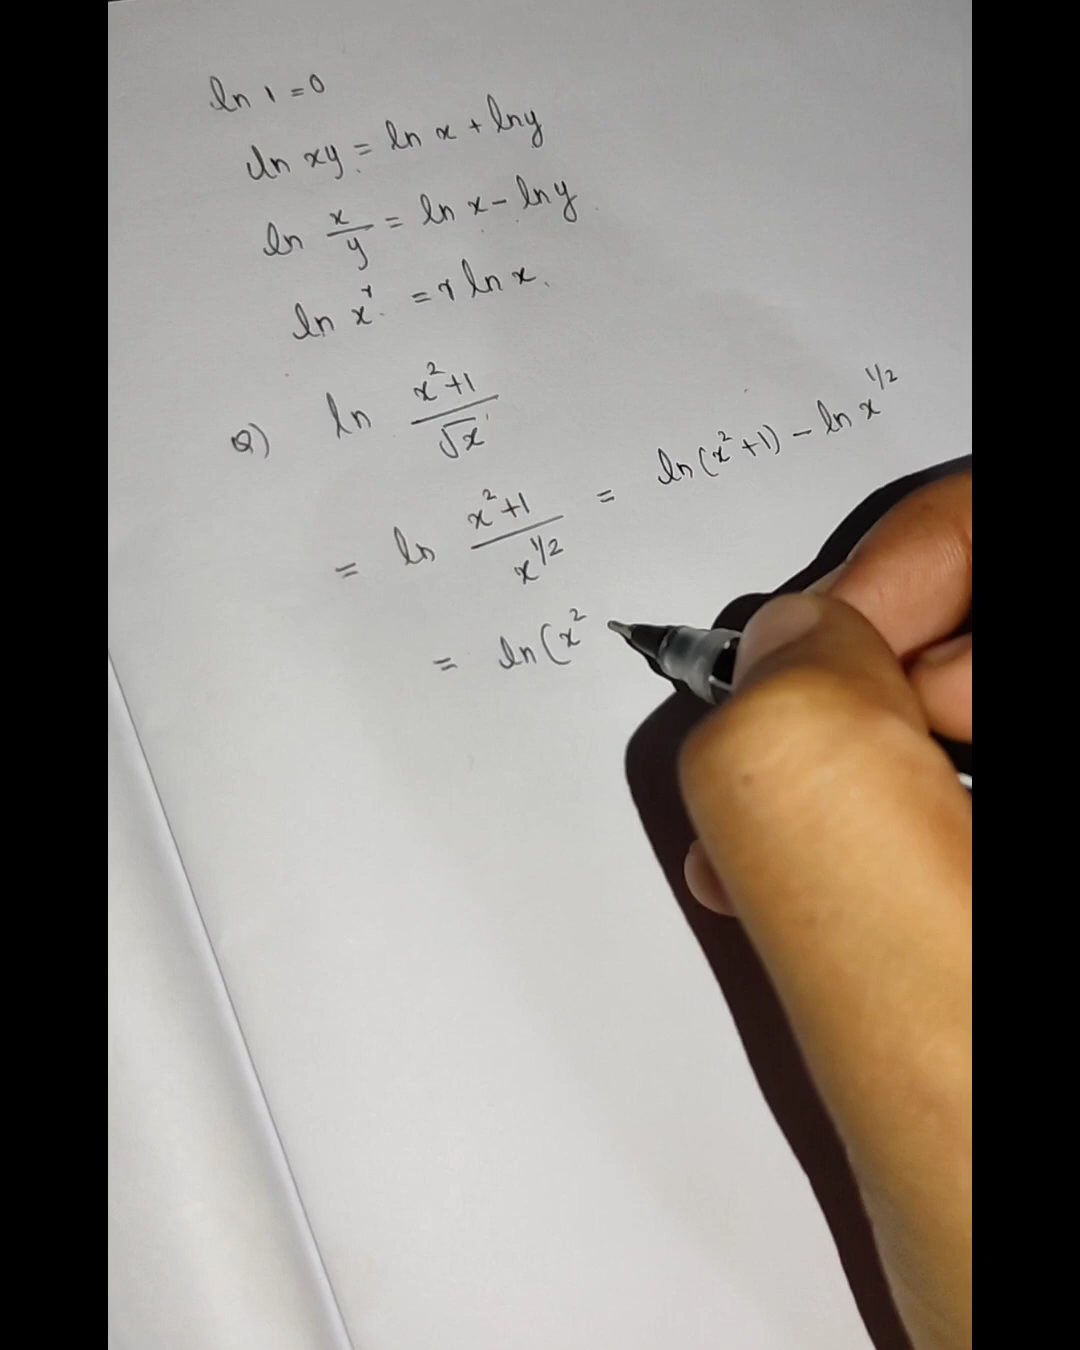 ln 1 = 0
ln xy = ln x + ln y
ln x/y = ln x - ln y
ln x^r = r ln x.
Q) ln (x²+1)/√x
= ln (x²+1)/x^1/2 = ln (x²+1) - ln x^1/2
= ln (x²